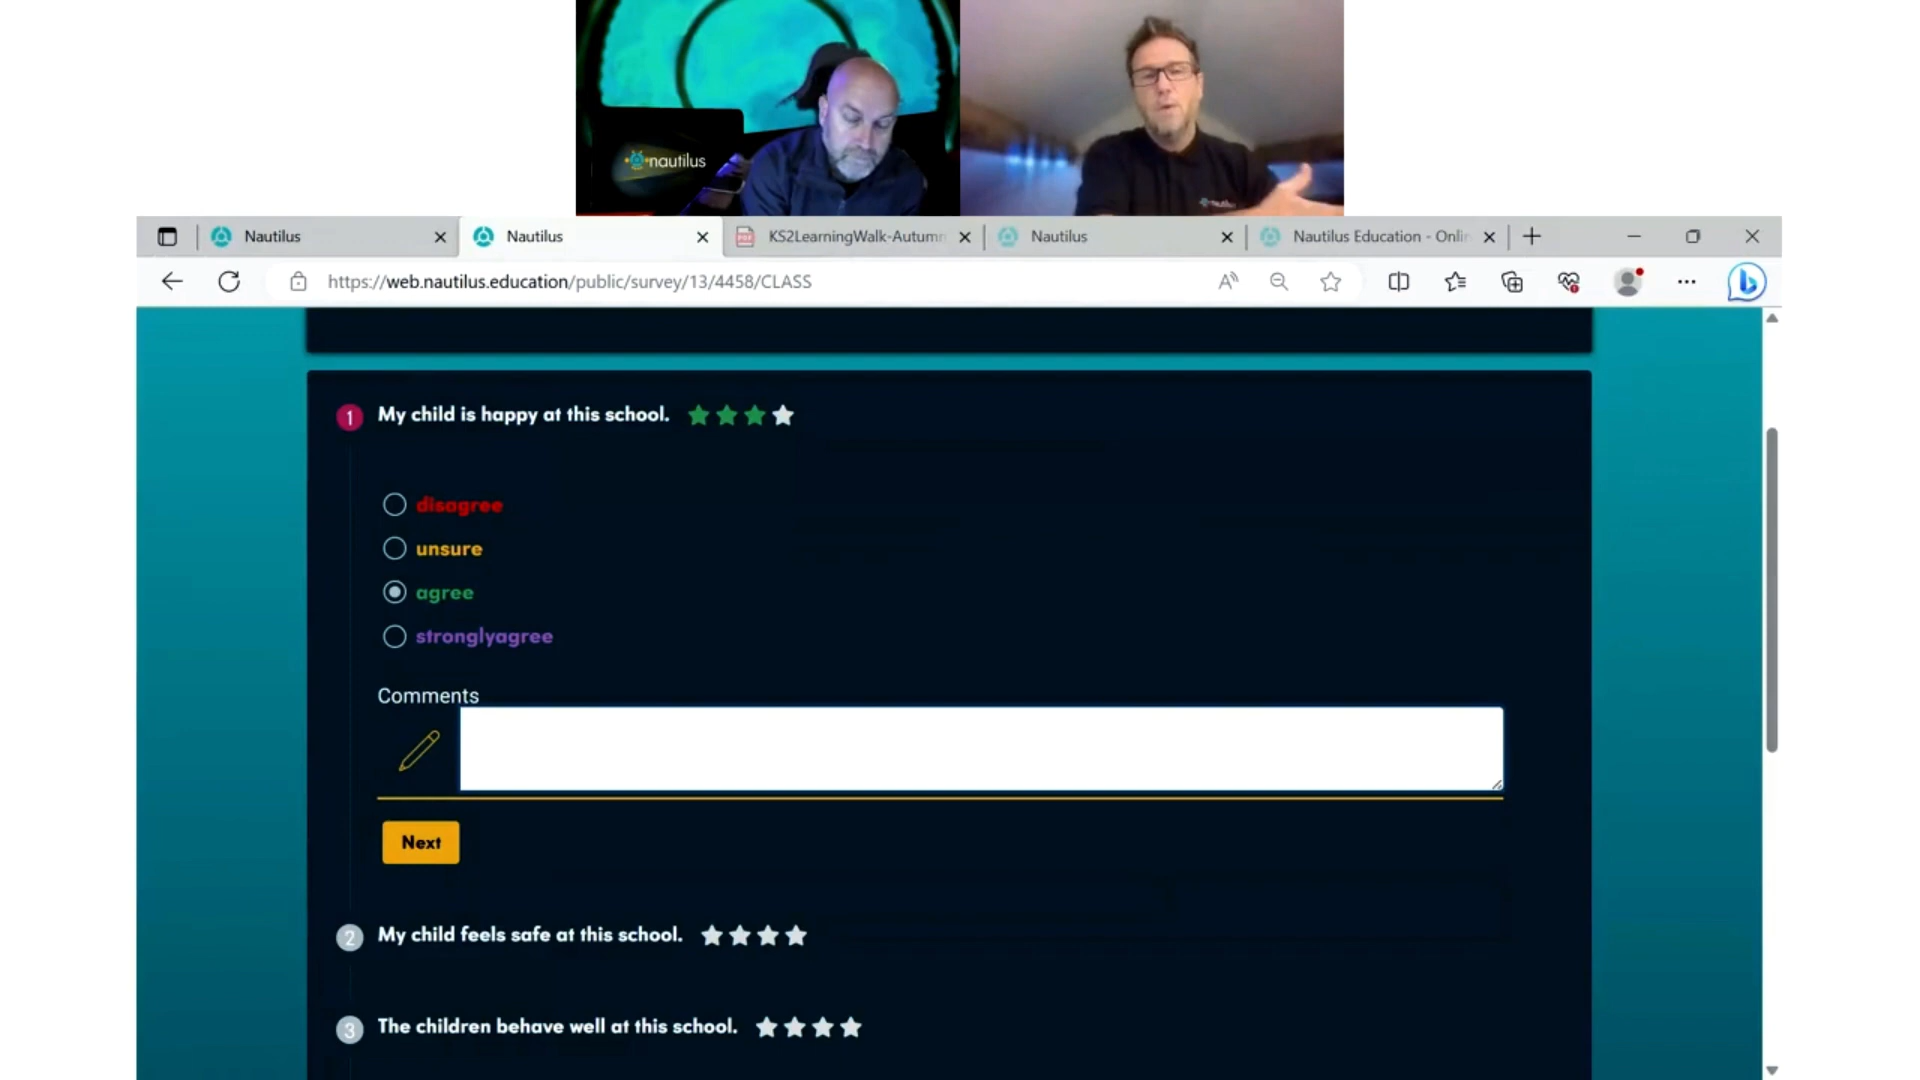 nautilus
Nautilus
Nautilus
KS2LearningWalk-Autumn
Nautilus
Nautilus Education - Onlin
https://web.nautilus.education/public/survey/13/4458/CLASS
1 My child is happy at this school.
disagree
unsure
agree
stronglyagree
Comments
Next
2 My child feels safe at this school.
3 The children behave well at this school.